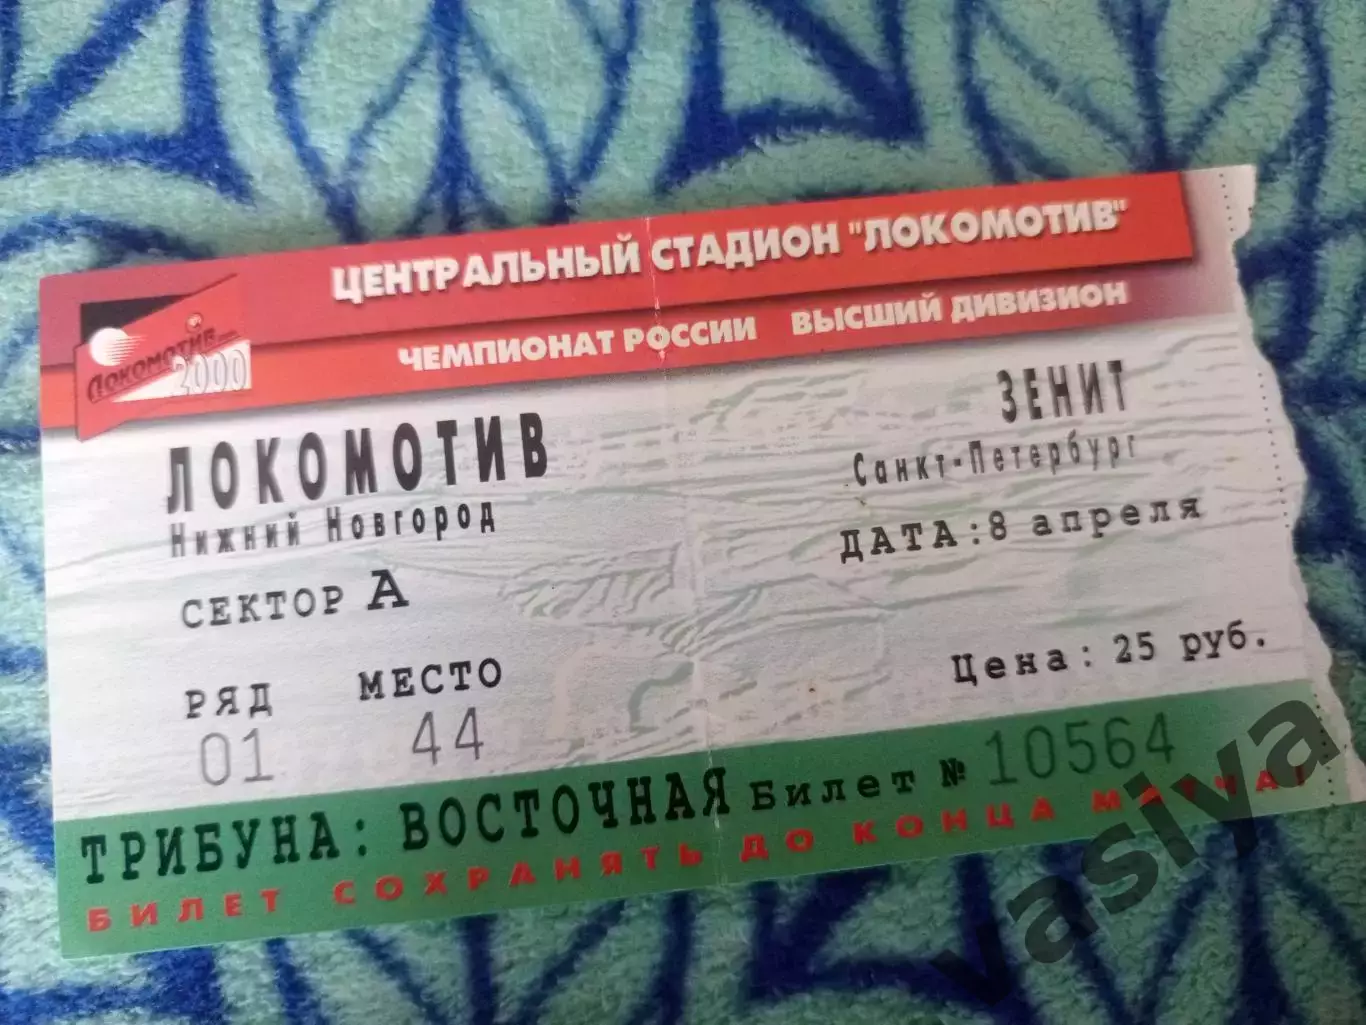 ЦЕНТРАЛЬНЫЙ СТАДИОН "ЛОКОМОТИВ"
ЧЕМПИОНАТ РОССИИ ВЫСШИЙ ДИВИЗИОН
ЛОКОМОТИВ
2000
ЛОКОМОТИВ
Нижний Новгород
ЗЕНИТ
Санкт-Петербург
ДАТА:8 апреля
СЕКТОР А
РЯД МЕСТО
01 44
Цена: 25 руб.
ТРИБУНА: ВОСТОЧНАЯ Билет № 10564
БИЛЕТ СОХРАНЯТЬ ДО КОНЦА МАТЧА!
vasiya